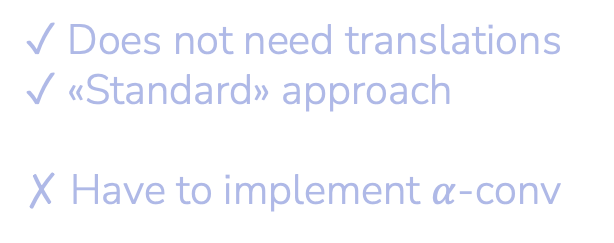 ✓ Does not need translations
✓ «Standard» approach
✗ Have to implement α-conv